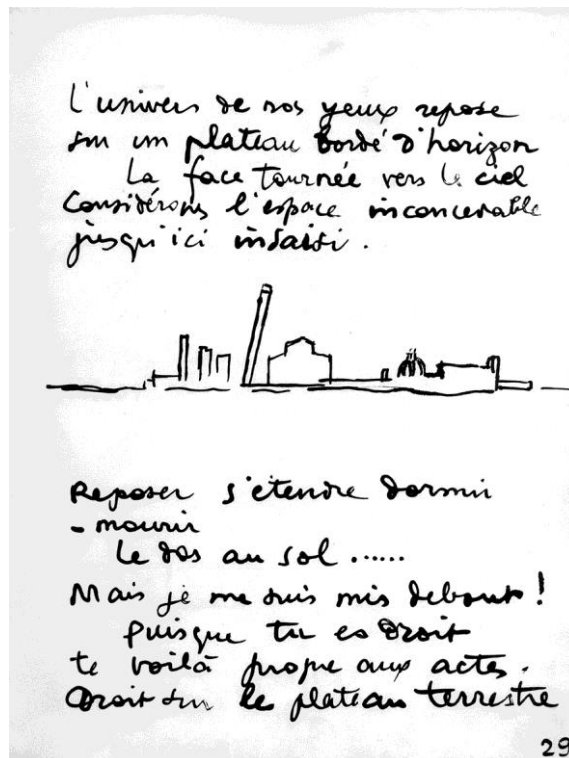 L'univers de nos yeux repose
sur un plateau bordé d'horizon
La face tournée vers le ciel
Considérons l'espace inconcevable
jusqu'ici insaisi.
Reposer s'étendre dormir
- mourir
Le dos au sol ......
Mais je me suis mis debout !
Puisque tu es droit
te voilà propre aux actes.
Droit sur le plateau terrestre
29